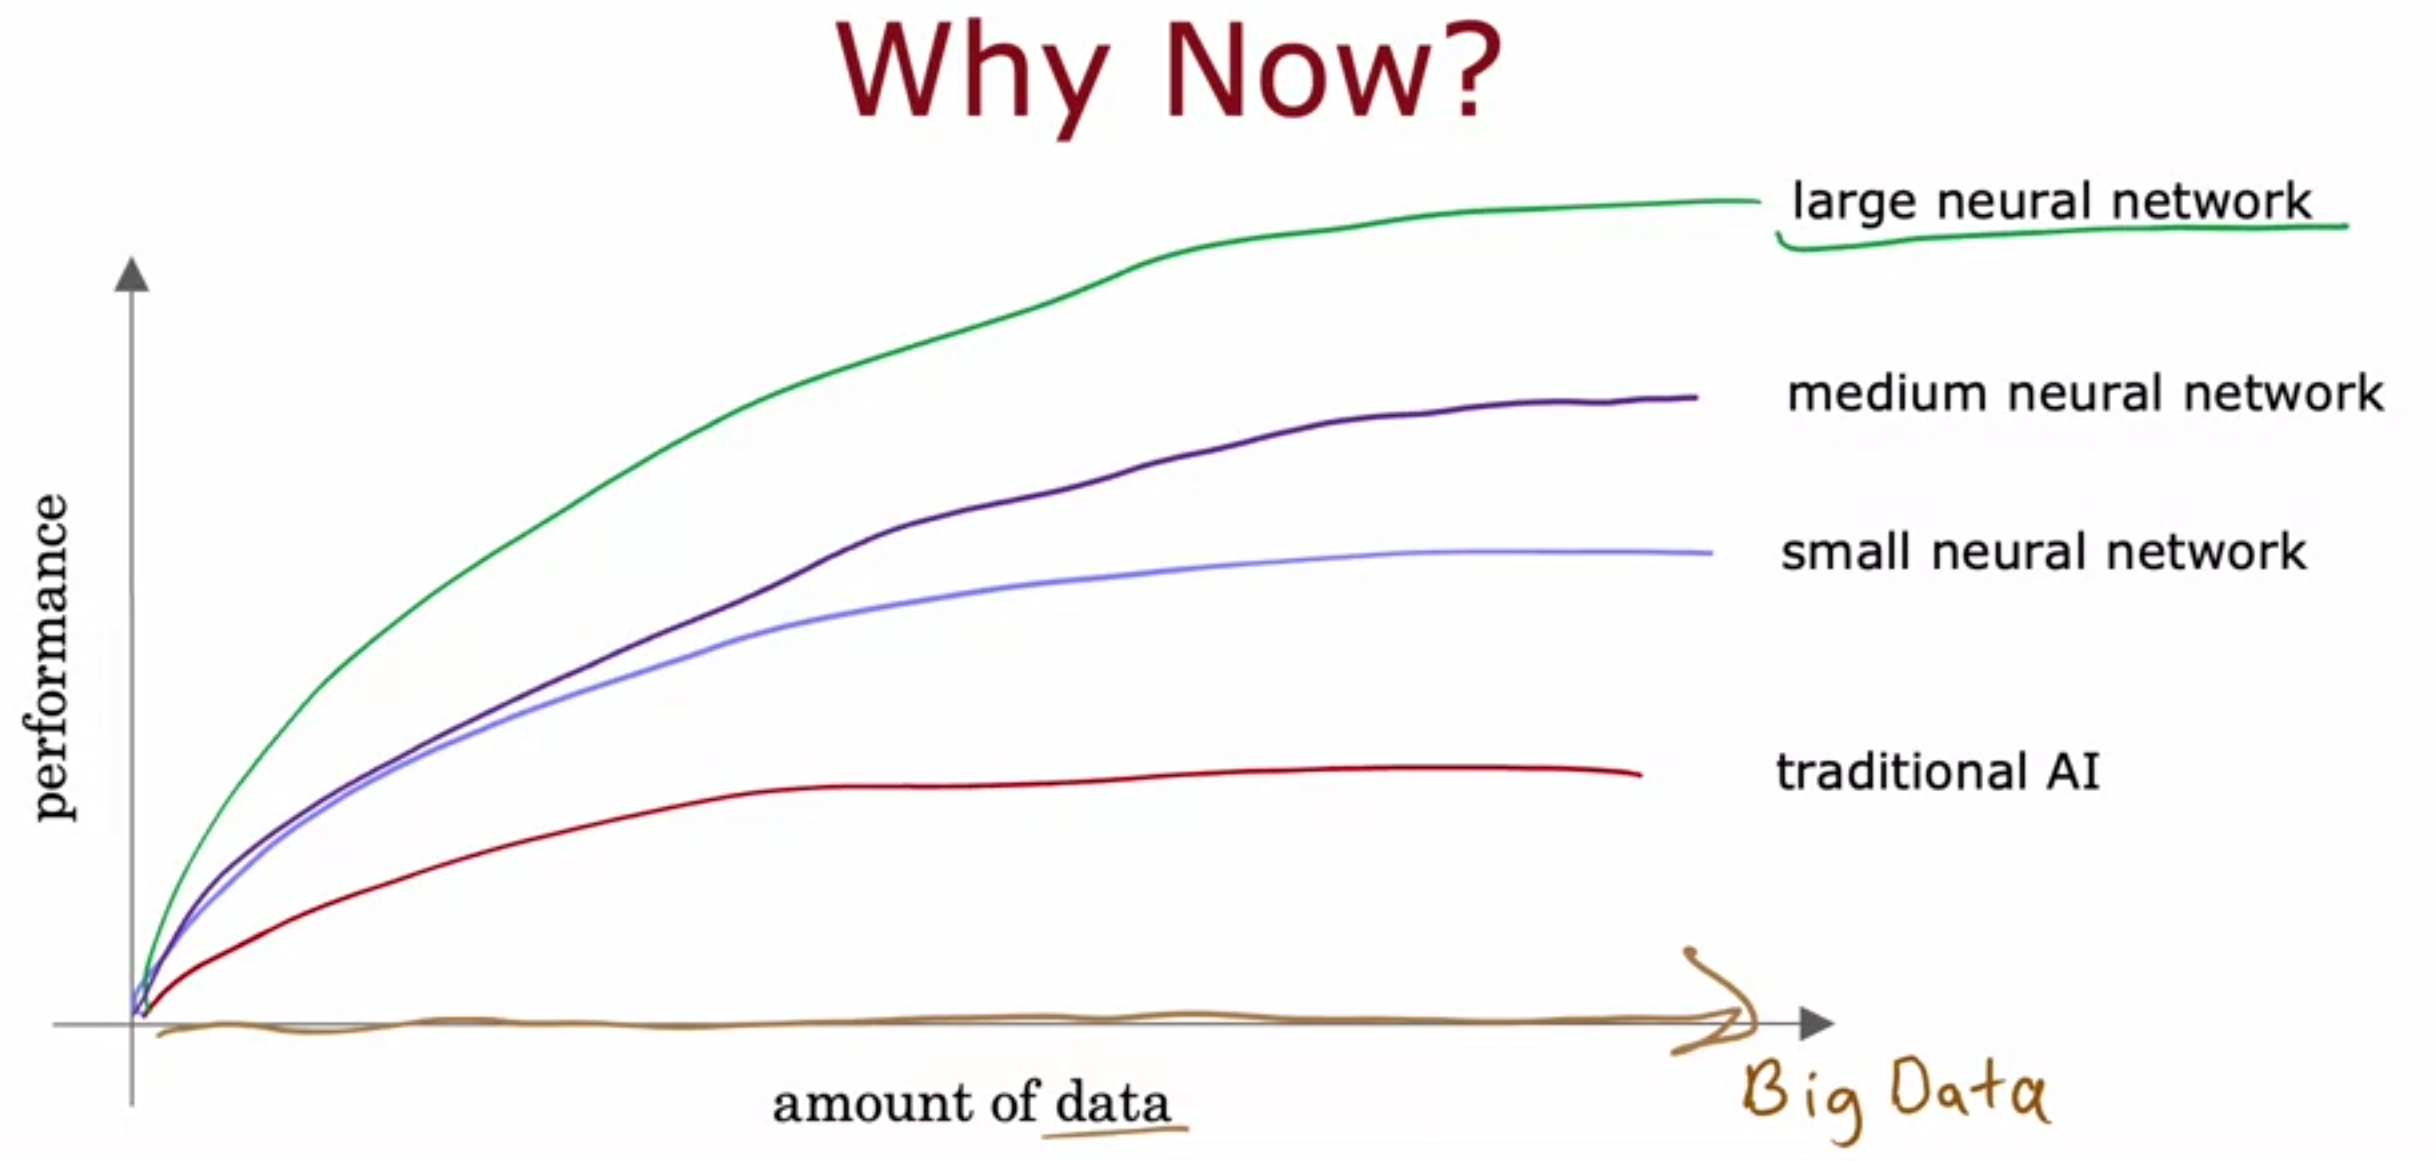 Why Now?
large neural network
medium neural network
small neural network
traditional AI
performance
amount of data
Big Data